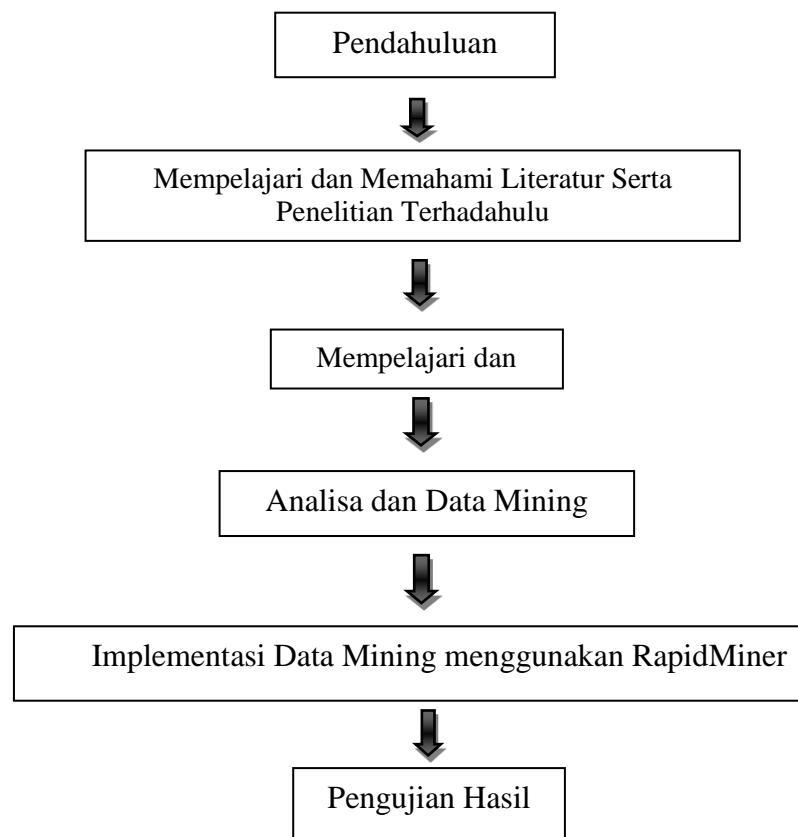 Pendahuluan
Mempelajari dan Memahami Literatur Serta
Penelitian Terhadahulu
Mempelajari dan
Analisa dan Data Mining
Implementasi Data Mining menggunakan RapidMiner
Pengujian Hasil